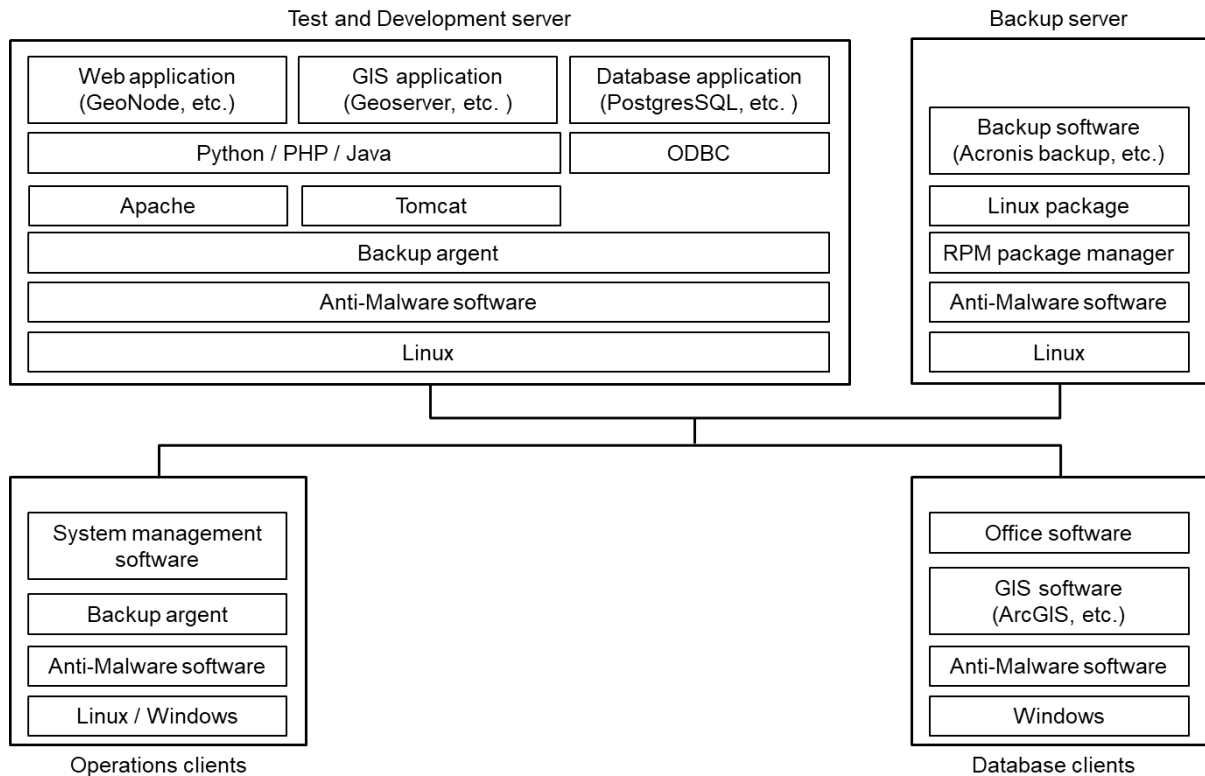 Test and Development server
Web application
(GeoNode, etc.)
GIS application
(Geoserver, etc. )
Database application
(PostgresSQL, etc. )
Python / PHP / Java
ODBC
Apache
Tomcat
Backup argent
Anti-Malware software
Linux
Backup server
Backup software
(Acronis backup, etc.)
Linux package
RPM package manager
Anti-Malware software
Linux
System management
software
Backup argent
Anti-Malware software
Linux / Windows
Operations clients
Office software
GIS software
(ArcGIS, etc.)
Anti-Malware software
Windows
Database clients